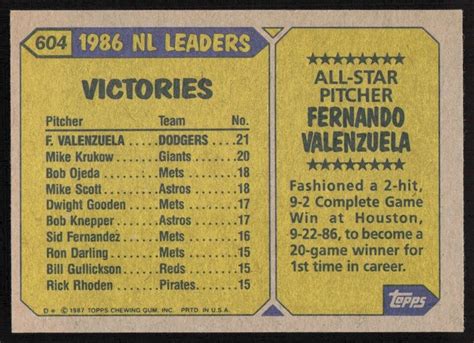 604 1986 NL LEADERS
VICTORIES
Pitcher Team No.
F. VALENZUELA.....DODGERS....21
Mike Krukow.....Giants....20
Bob Ojeda........Mets......18
Mike Scott.......Astros....18
Dwight Gooden....Mets......17
Bob Knepper......Astros....17
Sid Fernandez....Mets......16
Ron Darling......Mets......15
Bill Gullickson...Reds......15
Rick Rhoden......Pirates....15
D* © 1987 TOPPS CHEWING GUM, INC. PRTD. IN U.S.A.
ALL-STAR
PITCHER
FERNANDO
VALENZUELA
Fashioned a 2-hit,
9-2 Complete Game
Win at Houston,
9-22-86, to become a
20-game winner for
1st time in career.
topps